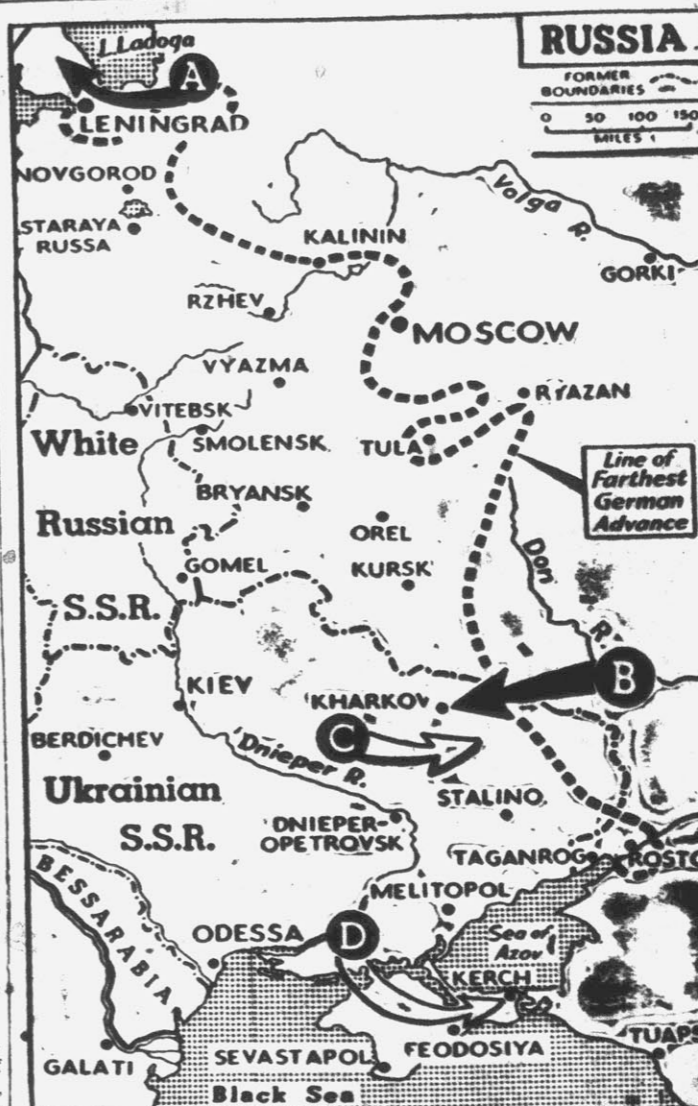 L. Ladoga
RUSSIA
A
FORMER
BOUNDARIES
0 50 100 150
MILES
LENINGRAD
NOVGOROD
Volga R.
STARAYA
RUSSA
KALININ
GORKI
RZHEV
MOSCOW
VYAZMA
RYAZAN
VITEBSK
White
SMOLENSK
TULA
Line of
Farthest
German
Advance
BRYANSK
Russian
OREL
Don
GOMEL
KURSK
S.S.R.
R
B
KIEV
KHARKOV
C
BERDICHEV
Dnieper R.
Ukrainian
STALINO
S.S.R.
DNIEPER-
OPETROVSK
TAGANROG
ROSTO
BESSARABIA
MELITOPOL
ODESSA
D
Sea of
Azov
KERCH
GALATI
SEVASTAPOL
FEODOSIYA
TUAP
Black Sea